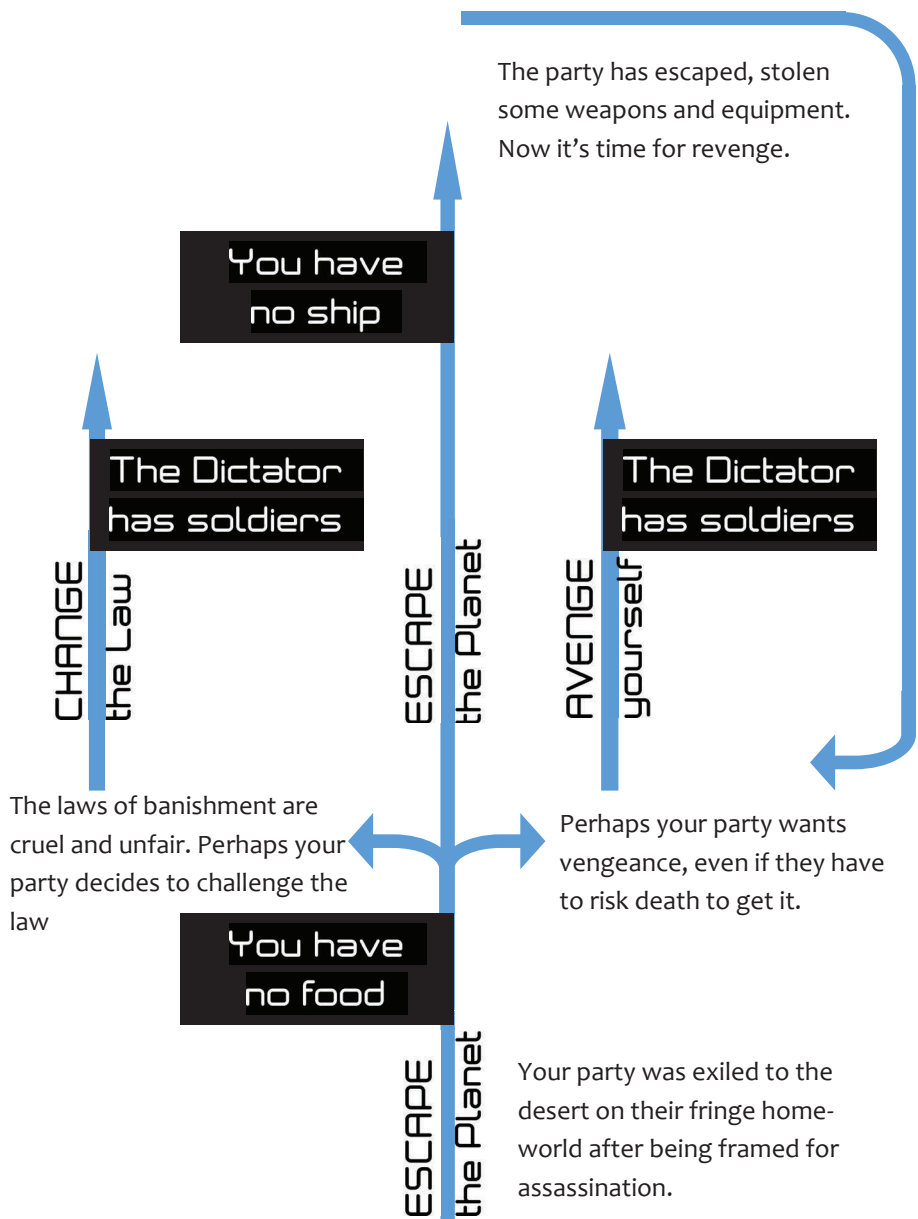 The party has escaped, stolen
some weapons and equipment.
Now it’s time for revenge.
You have
no ship
The Dictator
has soldiers
The Dictator
has soldiers
CHANGE
the Law
ESCAPE
the Planet
AVENGE
yourself
The laws of banishment are
cruel and unfair. Perhaps your
party decides to challenge the
law
Perhaps your party wants
vengeance, even if they have
to risk death to get it.
You have
no food
ESCAPE
the Planet
Your party was exiled to the
desert on their fringe home-
world after being framed for
assassination.